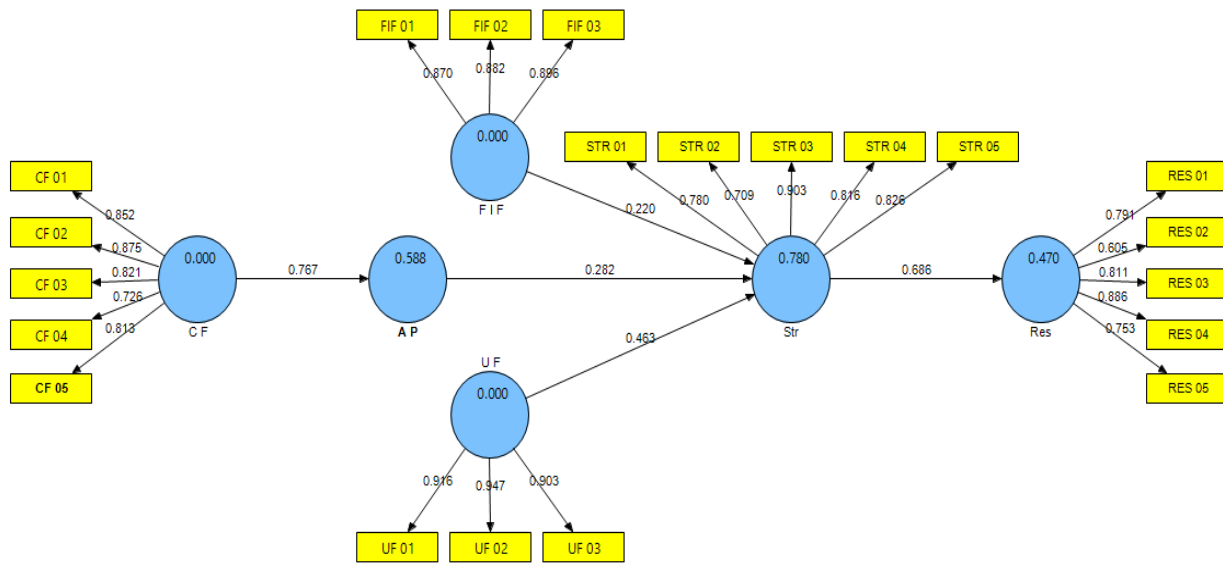 FIF 01 FIF 02 FIF 03
0.870 0.882 0.896
0.000
F I F
STR 01 STR 02 STR 03 STR 04 STR 05
0.780 0.709 0.903 0.816 0.826
0.220
CF 01
CF 02
CF 03
CF 04
CF 05
0.852
0.875
0.821
0.726
0.813
0.000
C F
0.767
0.588
A P
0.282
0.780
Str
0.686
0.470
Res
RES 01
RES 02
RES 03
RES 04
RES 05
0.791
0.605
0.811
0.886
0.753
0.463
U F
0.000
0.916 0.947 0.903
UF 01 UF 02 UF 03